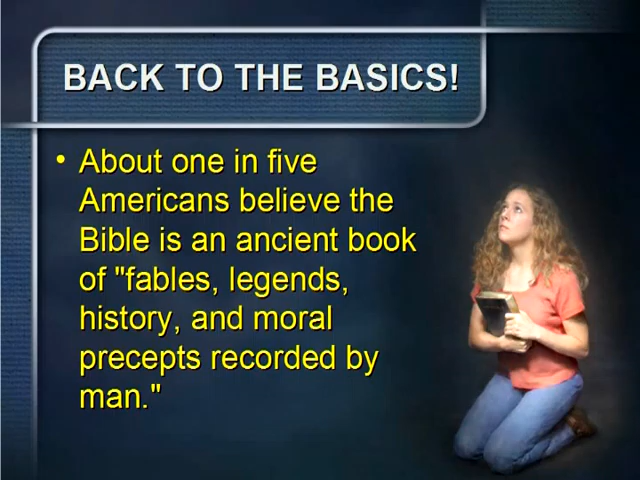 BACK TO THE BASICS!
• About one in five
Americans believe the
Bible is an ancient book
of "fables, legends,
history, and moral
precepts recorded by
man."